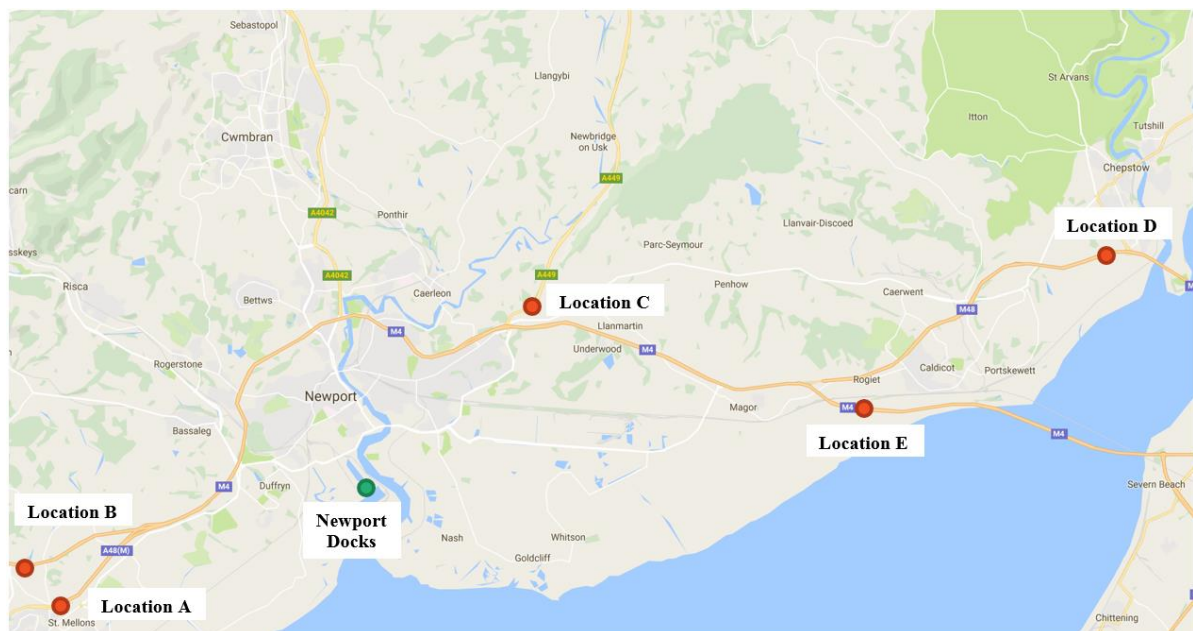 Sebastopol
Llangybi
St Arvans
Itton
Tutshill
Cwmbran
Newbridge
on Usk
Chepstow
A449
carn
A4042
Ponthir
Llanvair-Discoed
Location D
Parc-Seymour
sskeys
A4042
A449
Risca
Caerleon
Penhow
Caerwent
M
Bettws
Location C
M48
M4
Llanmartin
Underwood
M4
Rogerstone
Caldicot
Portskewett
Rogiet
Newport
Magor
M4
Bassaleg
Location E
M4
M4
Duffryn
Severn Beach
Location B
Newport
Docks
Nash
Whitson
A48(M)
Goldcliff
Location A
St. Mellons
Chittening